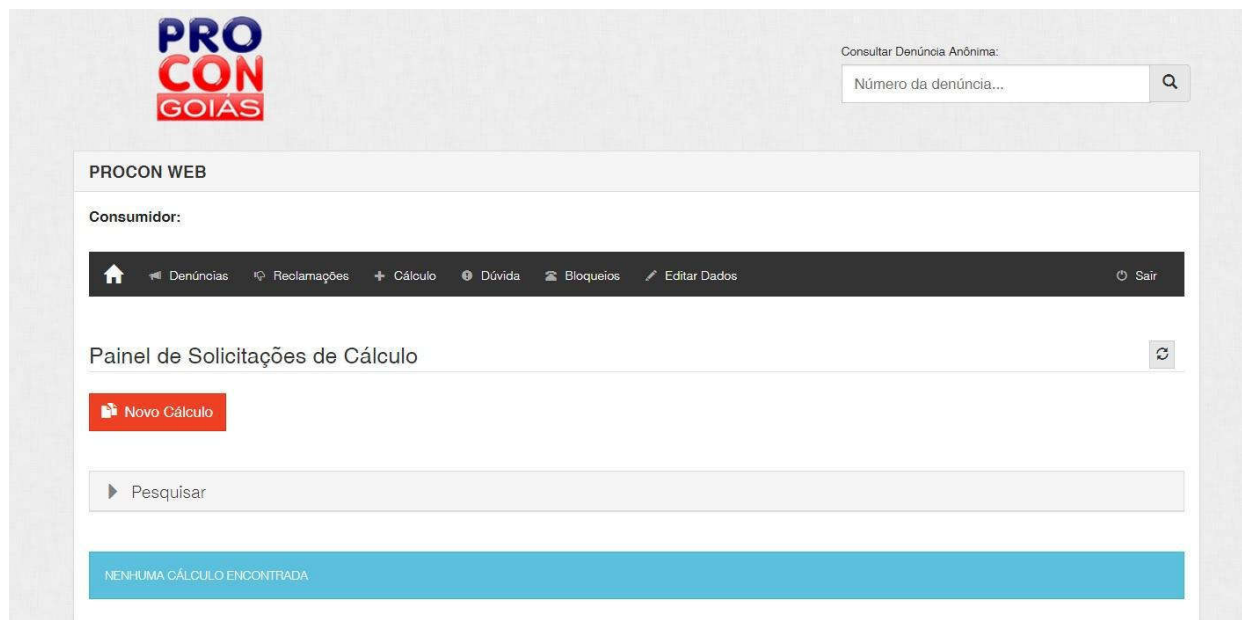 PRO
CON
GOIÁS
Consultar Denúncia Anônima:
Número da denúncia...
PROCON WEB
Consumidor:
Denúncias Reclamações Cálculo Dúvida Bloqueios Editar Dados Sair
Painel de Solicitações de Cálculo
Novo Cálculo
Pesquisar
NENHUMA CÁLCULO ENCONTRADA